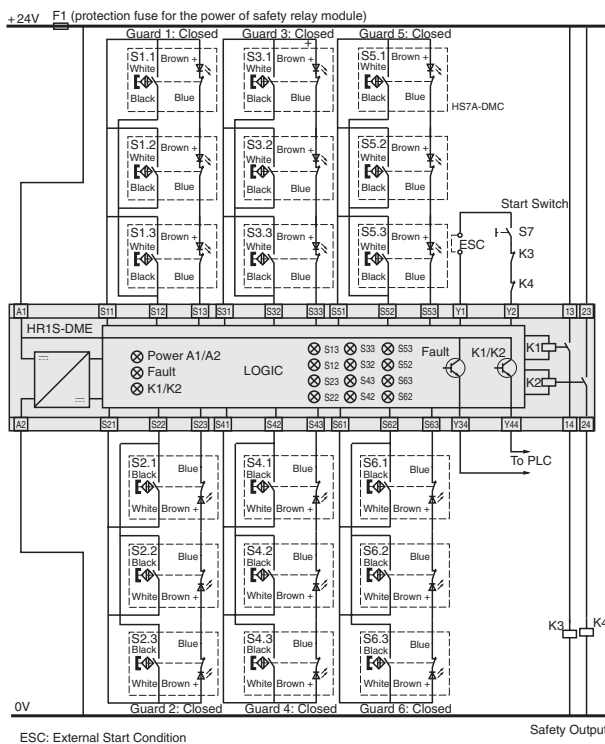 +24V F1 (protection fuse for the power of safety relay module)
Guard 1: Closed Guard 3: Closed Guard 5: Closed
+
S1.1 Brown + S3.1 Brown + S5.1 Brown +
White White White
Black Blue Black Blue Black Blue
HS7A-DMC
S1.2 Brown + S3.2 Brown + S5.2 Brown +
White White White
Black Blue Black Blue Black Blue
Start Switch
S1.3 Brown + S3.3 Brown + S5.3 Brown +
White White White
Black Blue Black Blue Black Blue
ESC S7
K3
K4
A1 S11 S12 S13 S31 S32 S33 S51 S52 S53 Y1 Y2 13 23
HR1S-DME
Power A1/A2
Fault
K1/K2
LOGIC
S13 S33 S53
S12 S32 S52
S23 S43 S63
S22 S42 S62
Fault K1/K2
K1
K2
A2 S21 S22 S23 S41 S42 S43 S61 S62 S63 Y34 Y44 14 24
To PLC
S2.1 Blue S4.1 Blue S6.1 Blue
Black Black Black
White Brown + White Brown + White Brown +
S2.2 Blue S4.2 Blue S6.2 Blue
Black Black Black
White Brown + White Brown + White Brown +
S2.3 Blue S4.3 Blue S6.3 Blue
Black Black Black
White Brown + White Brown + White Brown +
K3 K4
0V
Guard 2: Closed Guard 4: Closed Guard 6: Closed
ESC: External Start Condition
Safety Output